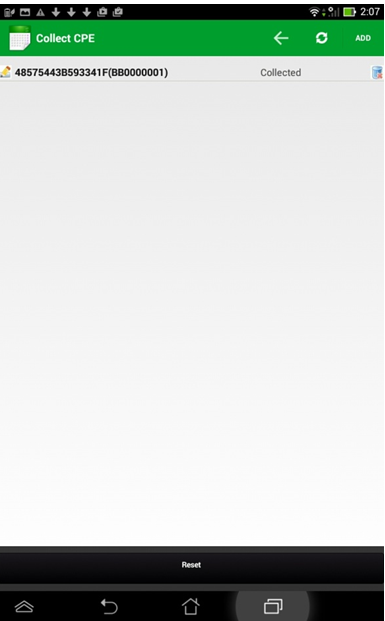 2:07
Collect CPE
ADD
48575443B593341F(BB0000001)
Collected
Reset